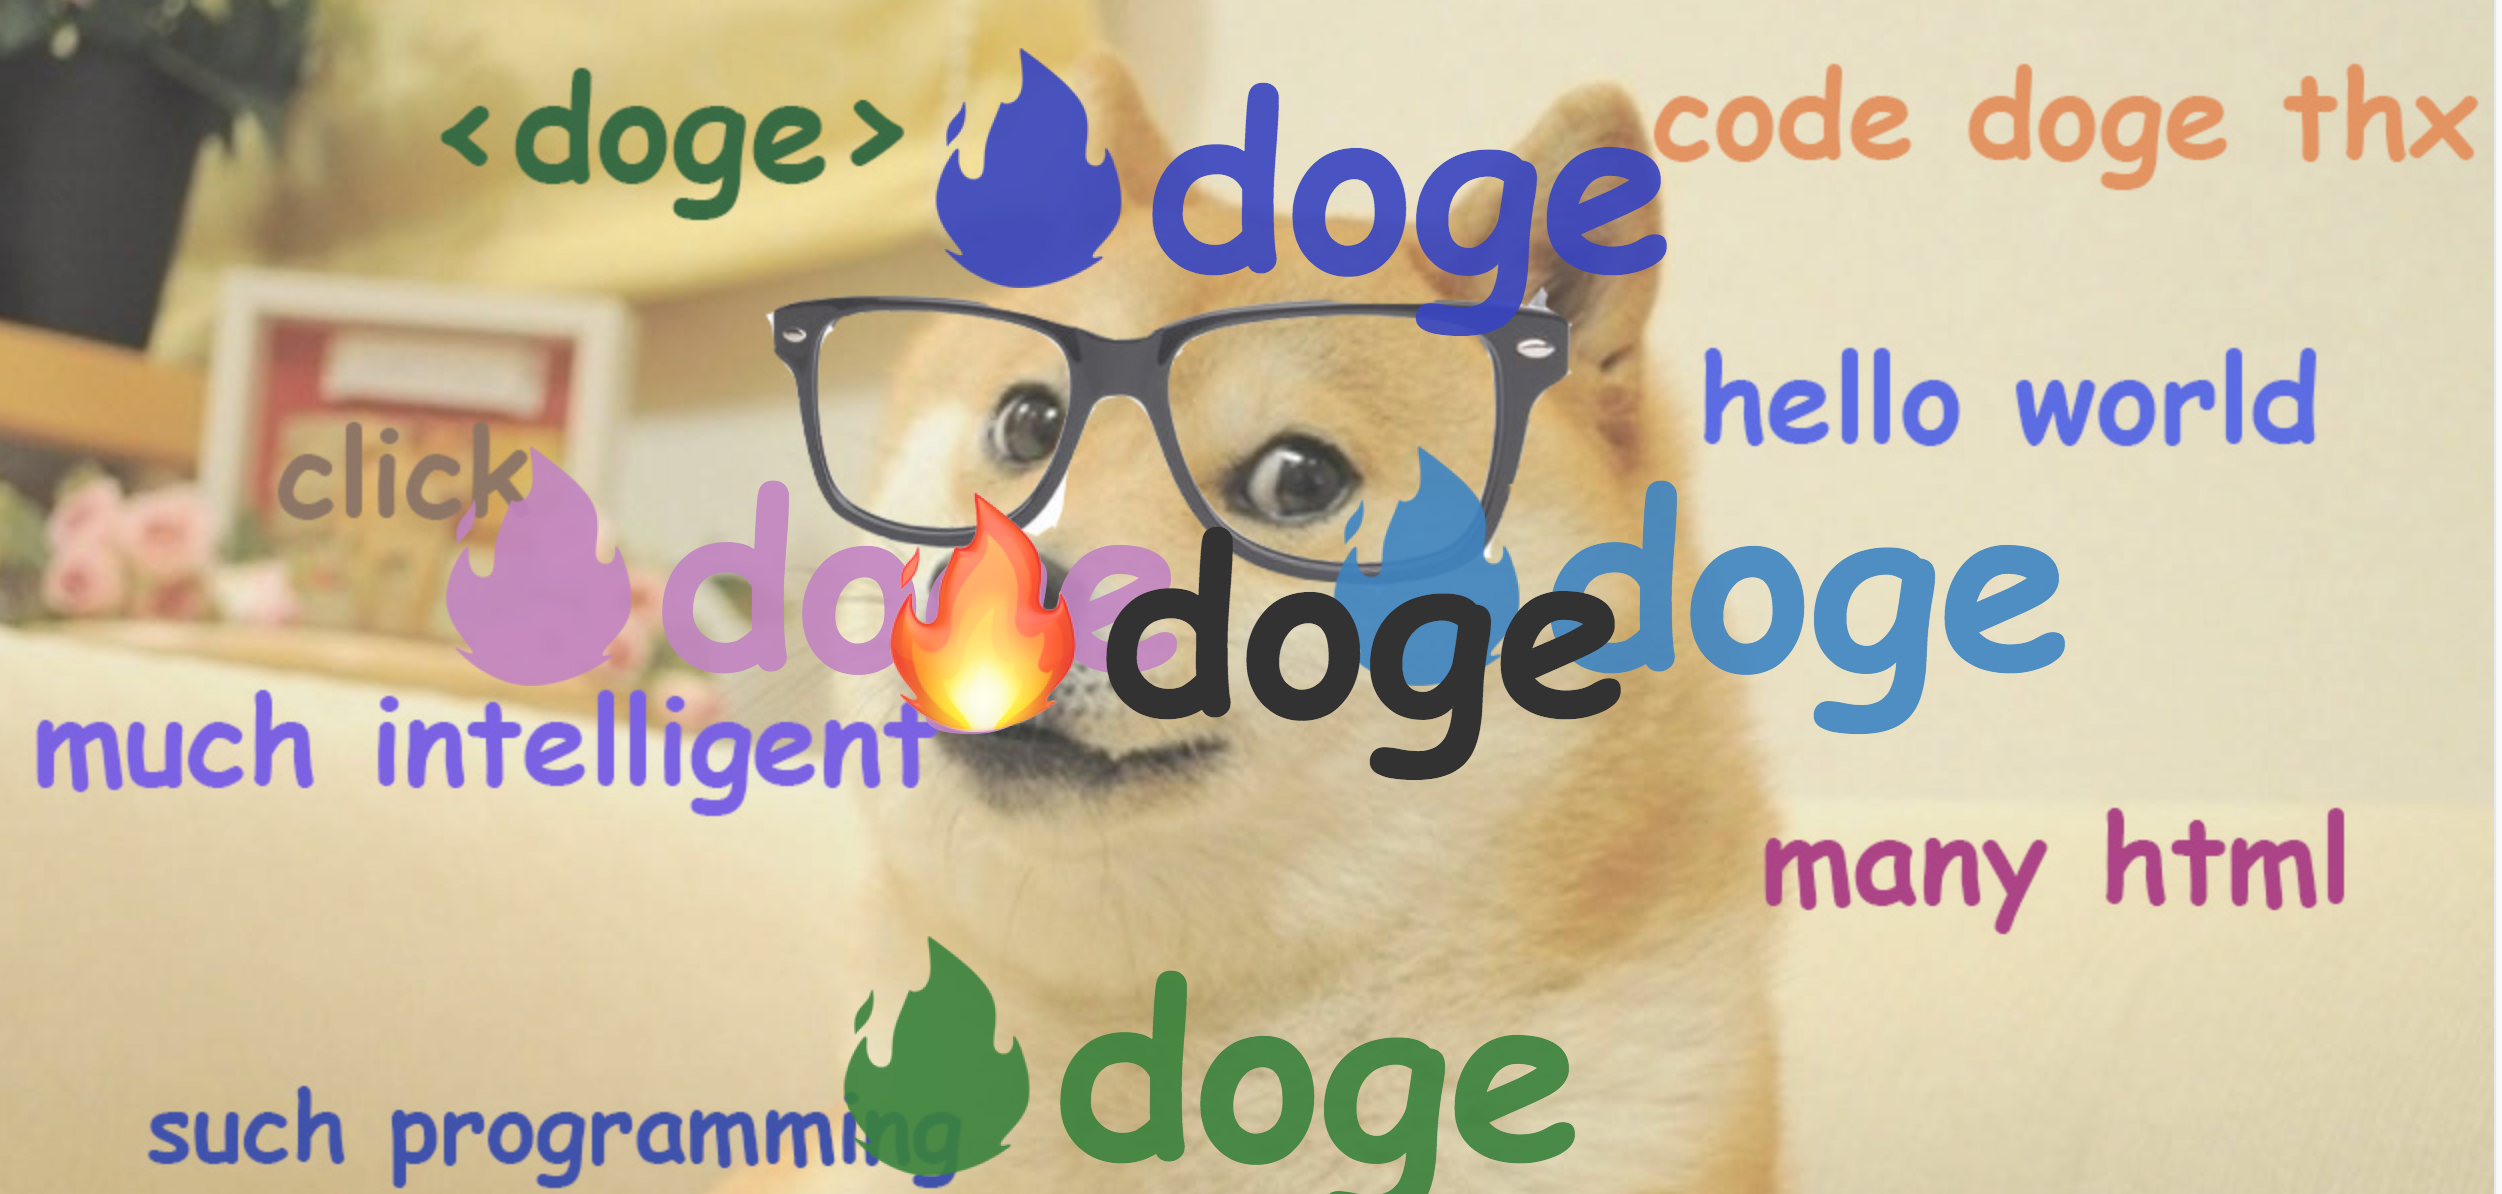 <doge>
🔥doge
code doge thx
hello world
click
🔥doge
🔥doge
🔥doge
much intelligent
many html
🔥doge
such programming